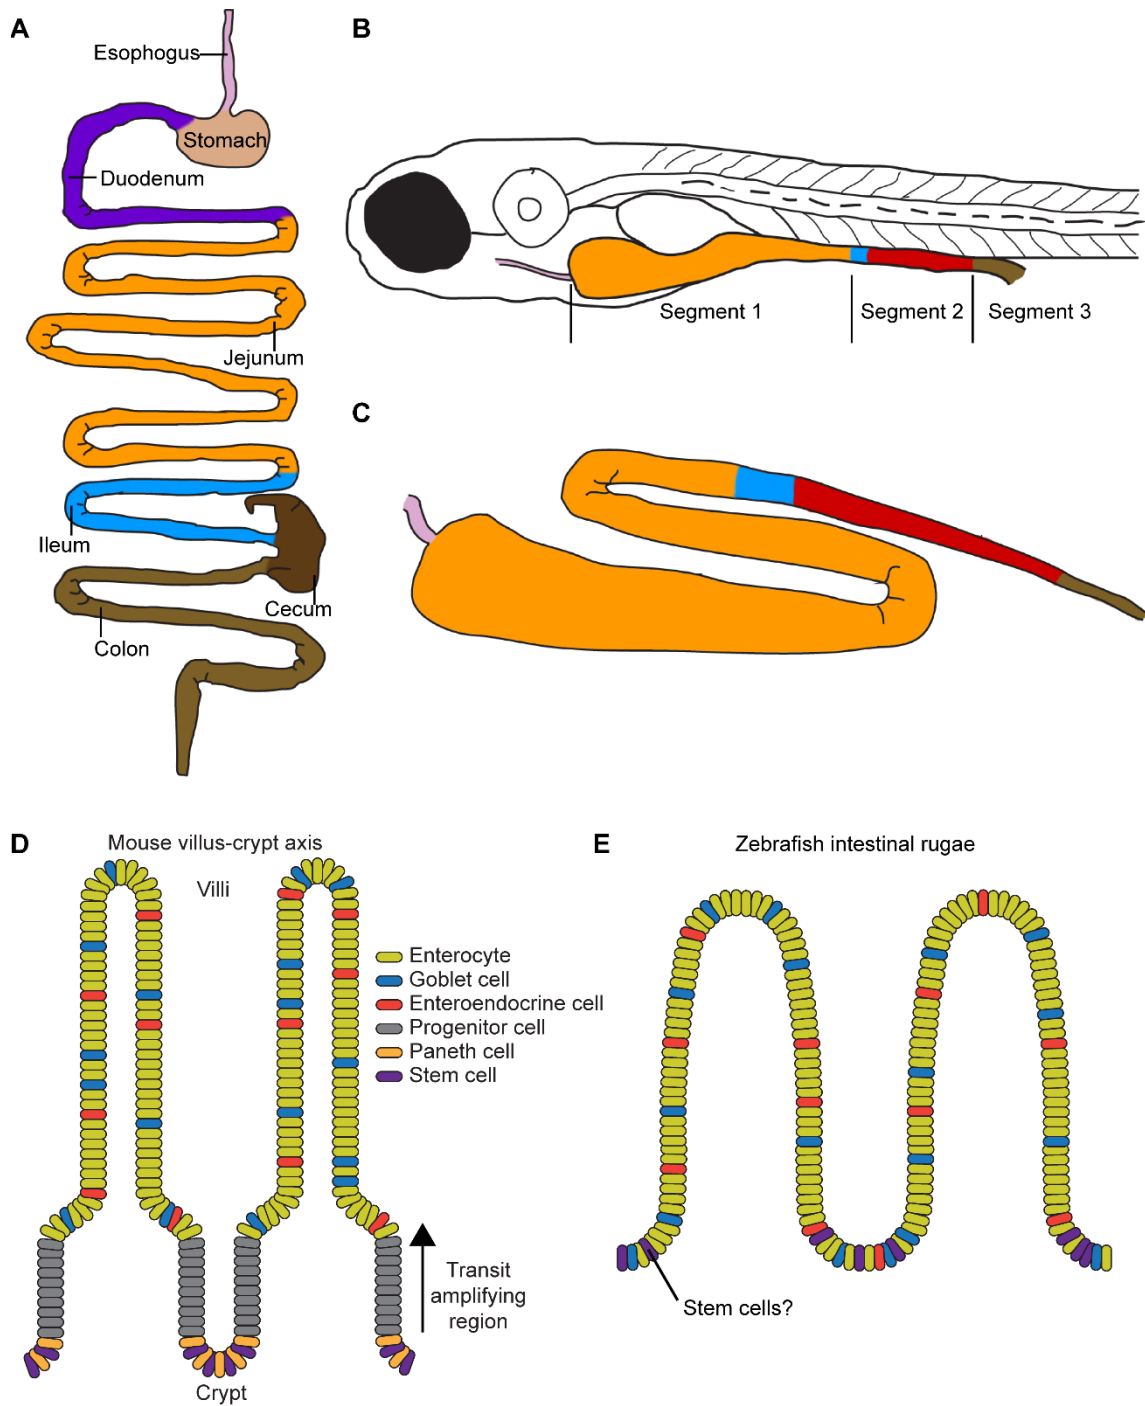 A
Esophogus
Stomach
Duodenum
Jejunum
Ileum
Cecum
Colon
B
Segment 1
Segment 2
Segment 3
C
D
Mouse villus-crypt axis
Villi
Enterocyte
Goblet cell
Enteroendocrine cell
Progenitor cell
Paneth cell
Stem cell
Transit
amplifying
region
Crypt
E
Zebrafish intestinal rugae
Stem cells?